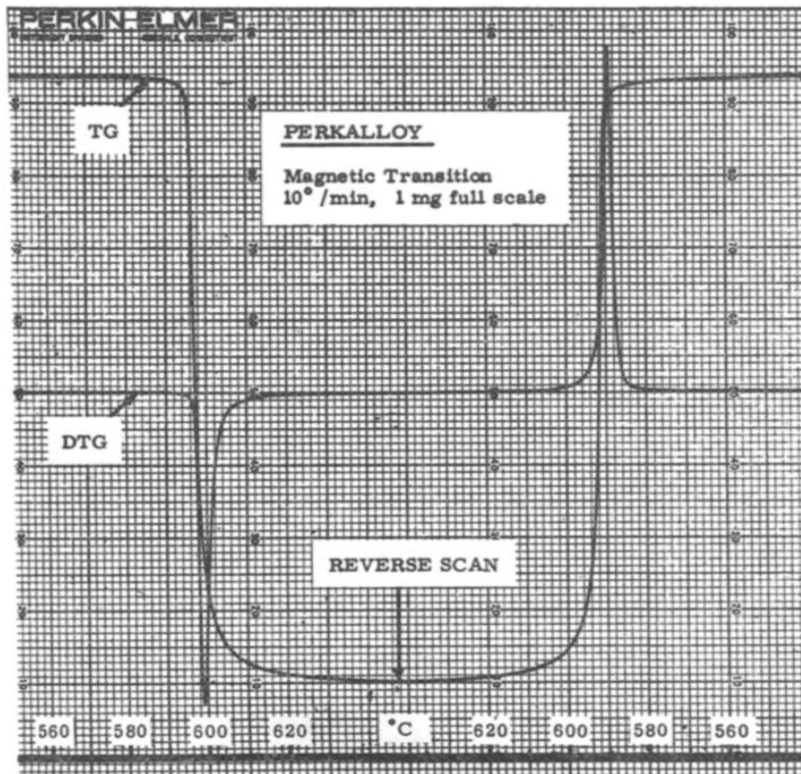 PERKIN-ELMER
TG
PERKALLOY
Magnetic Transition
10°/min, 1 mg full scale
DTG
REVERSE SCAN
560 580 600 620 °C 620 600 580 560